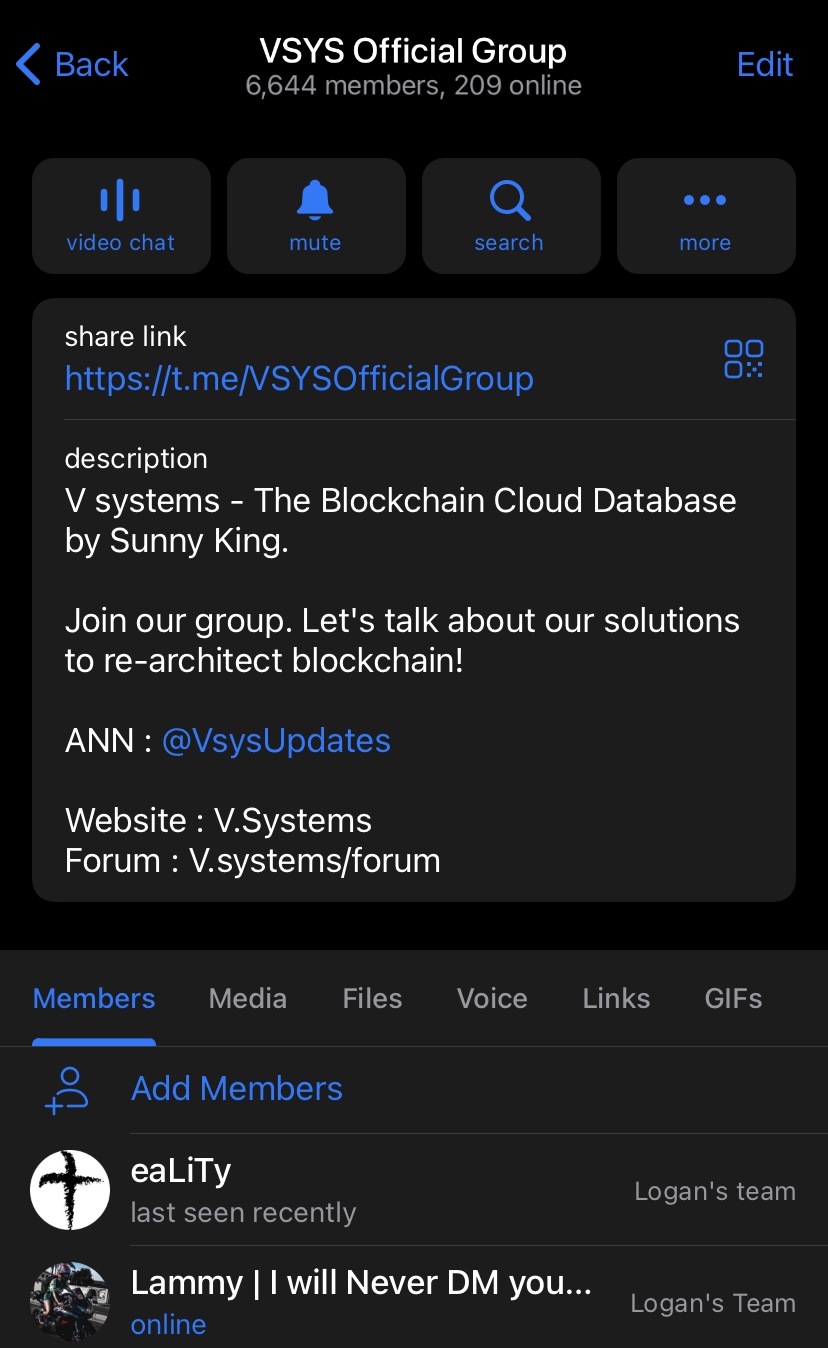 Back
VSYS Official Group
6,644 members, 209 online
Edit
video chat
mute
search
more
share link
https://t.me/VSYSOfficialGroup
description
V systems - The Blockchain Cloud Database
by Sunny King.
Join our group. Let's talk about our solutions
to re-architect blockchain!
ANN : @VsysUpdates
Website : V.Systems
Forum : V.systems/forum
Members
Media
Files
Voice
Links
GIFs
Add Members
eaLiTy
last seen recently
Logan's team
Lammy | I will Never DM you...
online
Logan's Team